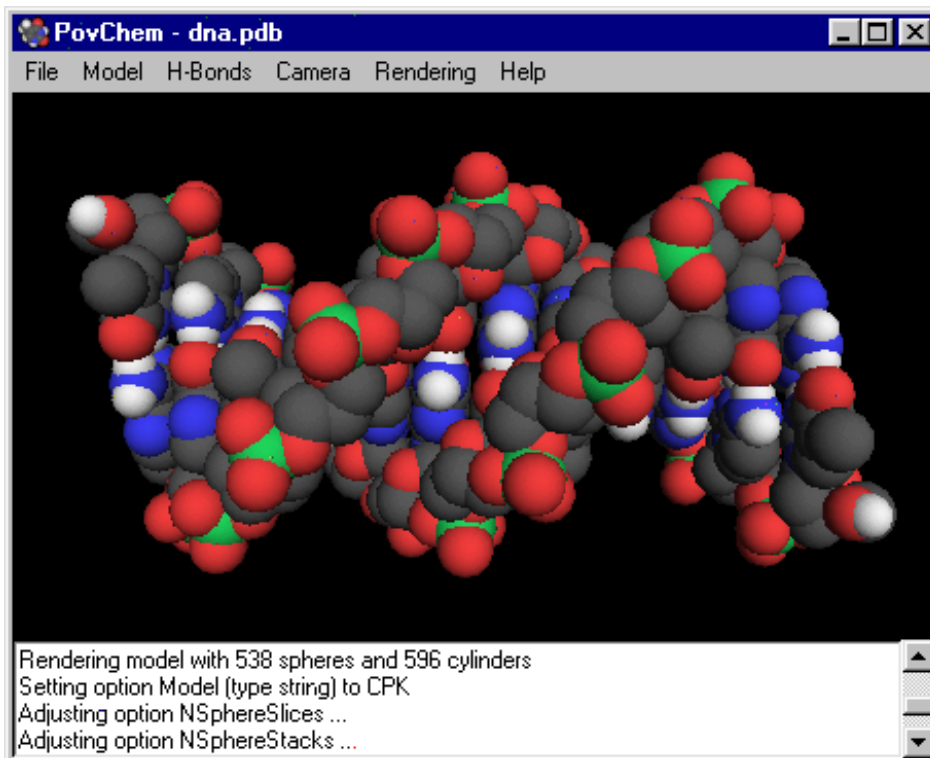 PovChem - dna.pdb
File Model H-Bonds Camera Rendering Help
Rendering model with 538 spheres and 596 cylinders
Setting option Model (type string) to CPK
Adjusting option NSphereSlices ...
Adjusting option NSphereStacks ...